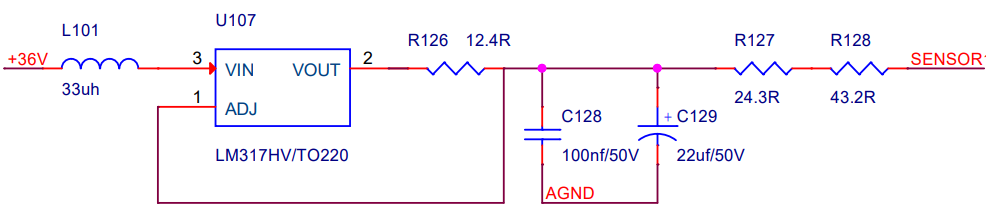 L101
+36V
33uh
U107
3
VIN
VOUT
2
1
ADJ
LM317HV/TO220
R126
12.4R
C128
100nf/50V
AGND
+
C129
22uf/50V
R127
24.3R
R128
43.2R
SENSOR1